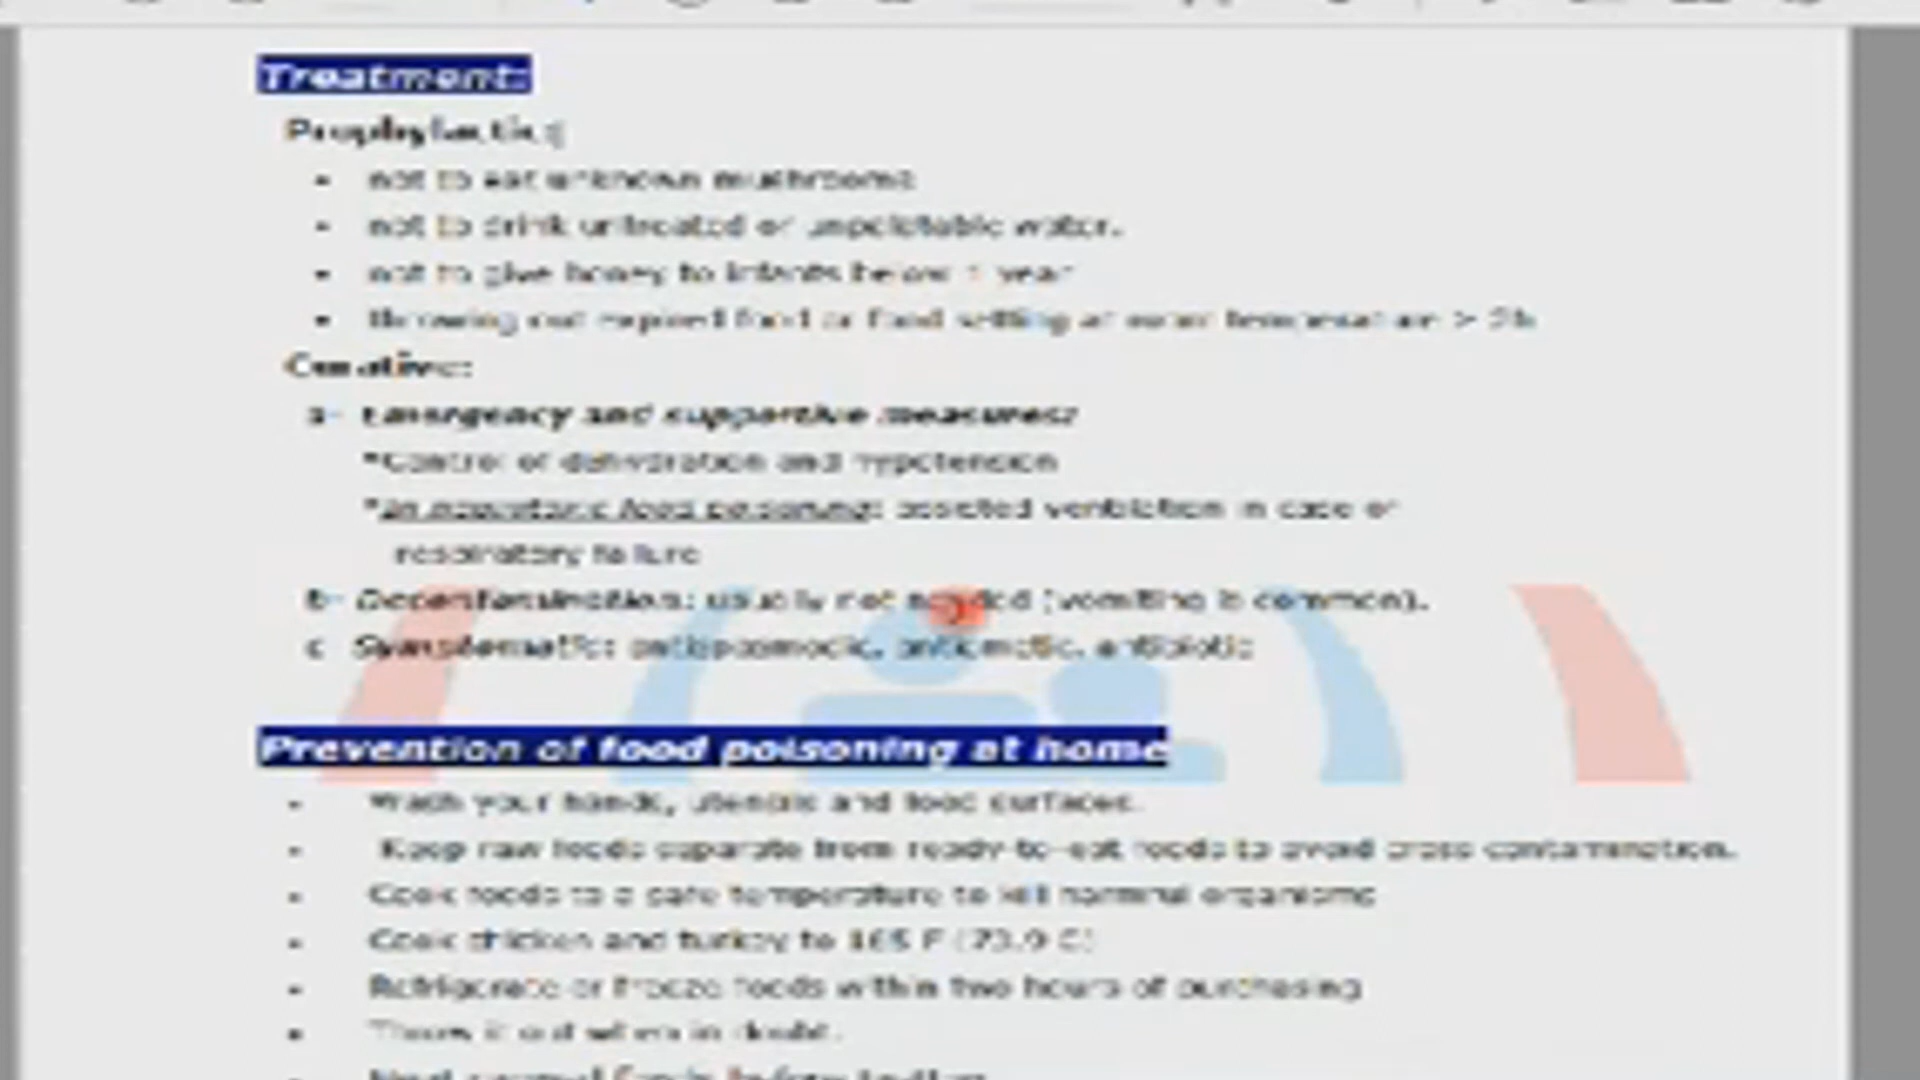 Treatment:
Prophylactic:
- not to eat unknown mushrooms
- not to drink untreated or water.
- not to give honey to infants below 1 year
- Throwing out expired food or food at room temperature > 2h
Curative:
a- Emergency and supportive measures:
*Control of dehydration and hypotension
*In food poisoning: assisted ventilation in case of
respiratory failure
b- Decontamination: usually not needed (vomiting is common).
c Symptomatic: antispasmodic, antiemetic, antibiotic
Prevention of food poisoning at home
- Wash your hands, utensils and food surfaces.
- Keep raw foods separate from ready-to-eat foods to avoid cross contamination.
- Cook foods to a safe temperature to kill harmful organisms
- Cook chicken and turkey to 165 F (73.9 C)
- Refrigerate or freeze foods within two hours of purchasing
- Throw it out when in doubt.